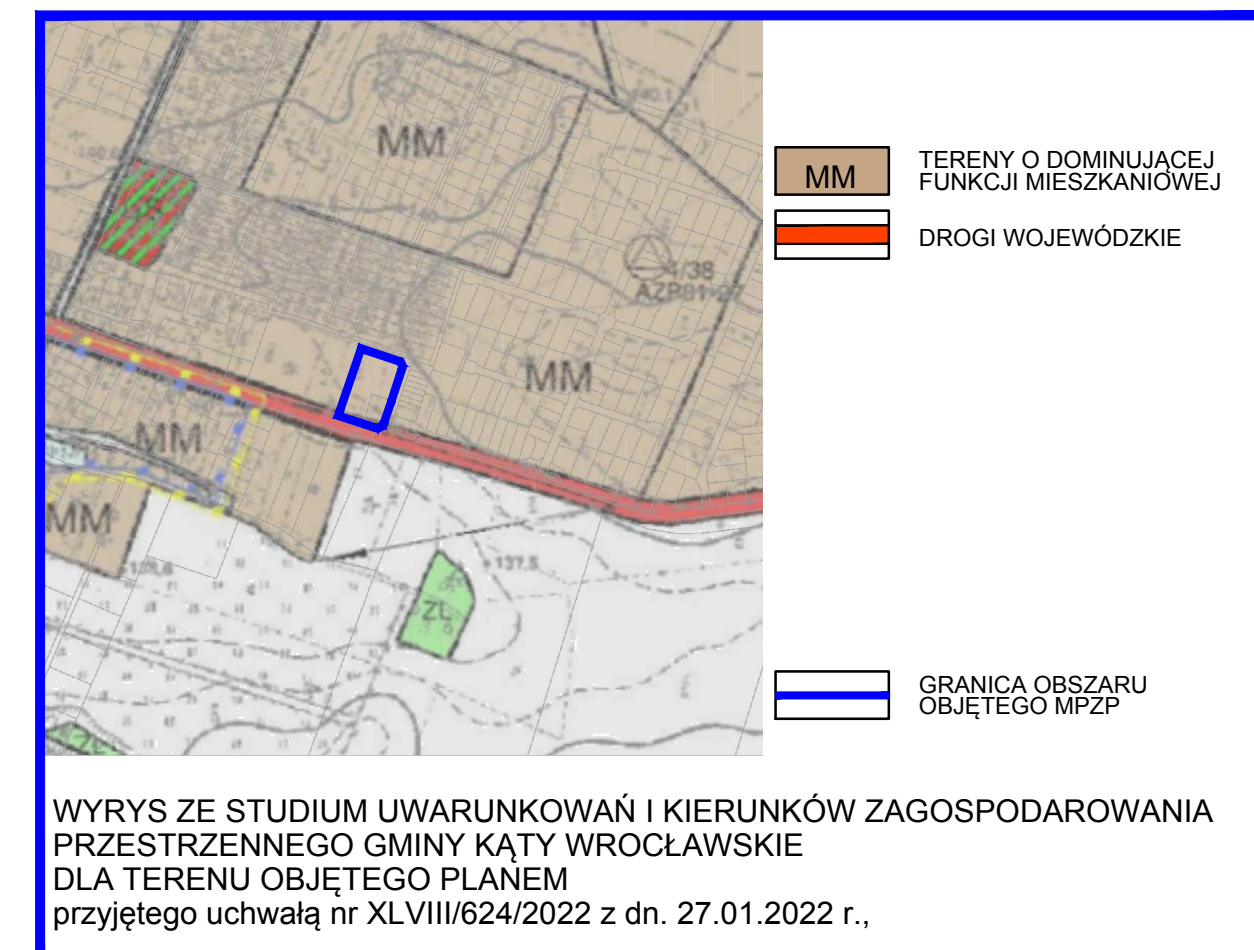 MM
MM
MM
MM
4/38
AZP81-27
137.5
ZL
MM
TERENY O DOMINUJĄCEJ
FUNKCJI MIESZKANIOWEJ
DROGI WOJEWÓDZKIE
GRANICA OBSZARU
OBJĘTEGO MPZP
WYRYS ZE STUDIUM UWARUNKOWAŃ I KIERUNKÓW ZAGOSPODAROWANIA
PRZESTRZENNEGO GMINY KĄTY WROCŁAWSKIE
DLA TERENU OBJĘTEGO PLANEM
przyjętego uchwałą nr XLVIII/624/2022 z dn. 27.01.2022 r.,